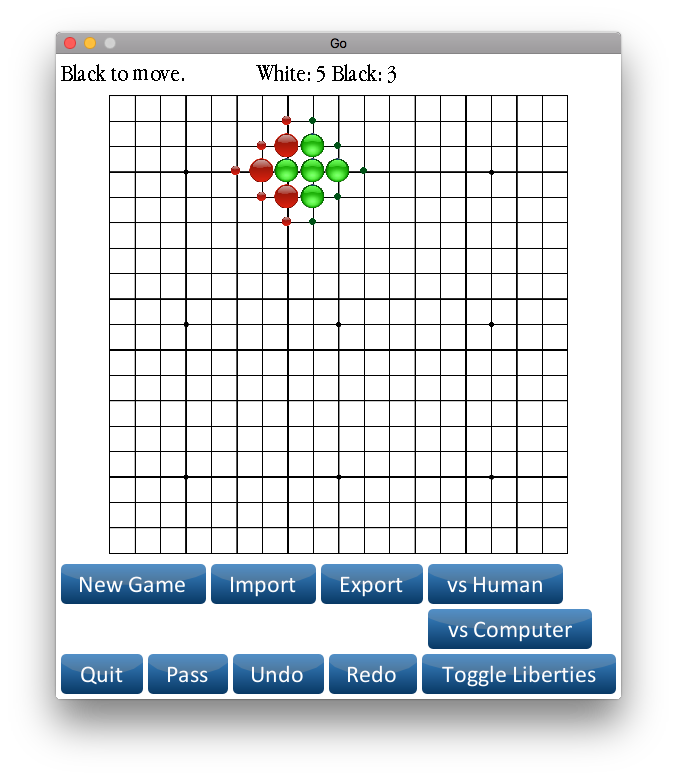 Go
Black to move. White: 5 Black: 3
New Game Import Export vs Human
vs Computer
Quit Pass Undo Redo Toggle Liberties